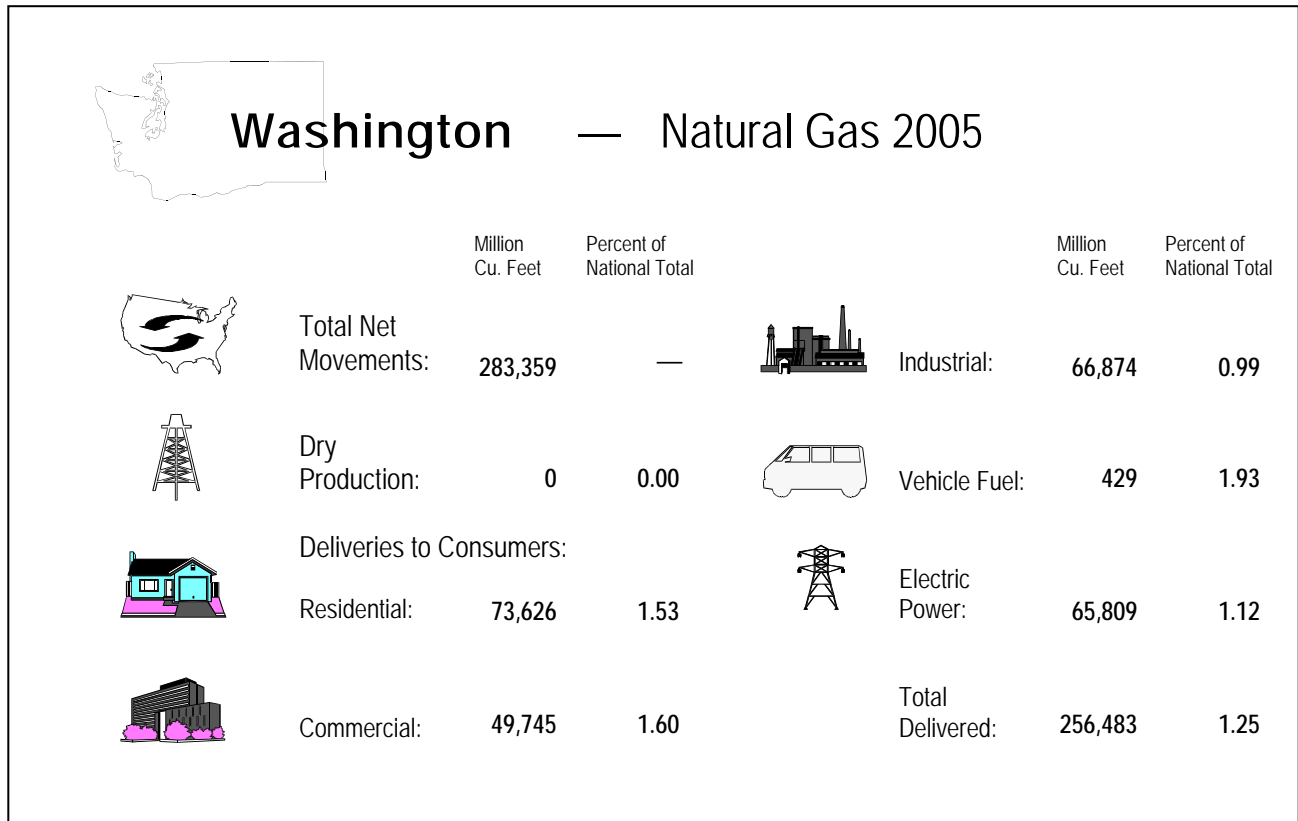 Washington — Natural Gas 2005
Million
Cu. Feet
Percent of
National Total
Total Net
Movements: 283,359 —
Dry
Production: 0 0.00
Deliveries to Consumers:
Residential: 73,626 1.53
Commercial: 49,745 1.60
Million
Cu. Feet
Percent of
National Total
Industrial: 66,874 0.99
Vehicle Fuel: 429 1.93
Electric
Power: 65,809 1.12
Total
Delivered: 256,483 1.25